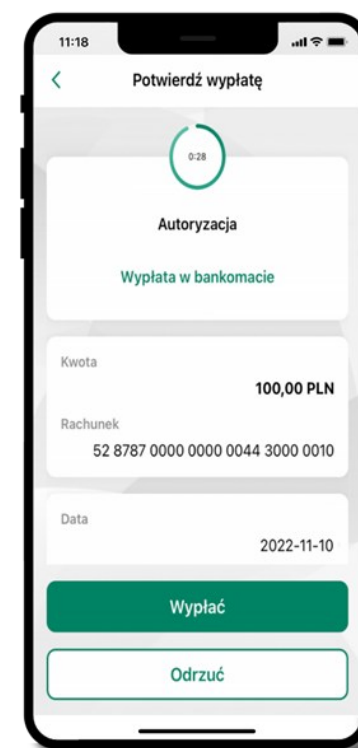 11:18
Potwierdź wypłatę
0:28
Autoryzacja
Wypłata w bankomacie
Kwota
100,00 PLN
Rachunek
52 8787 0000 0000 0044 3000 0010
Data
2022-11-10
Wypłać
Odrzuć